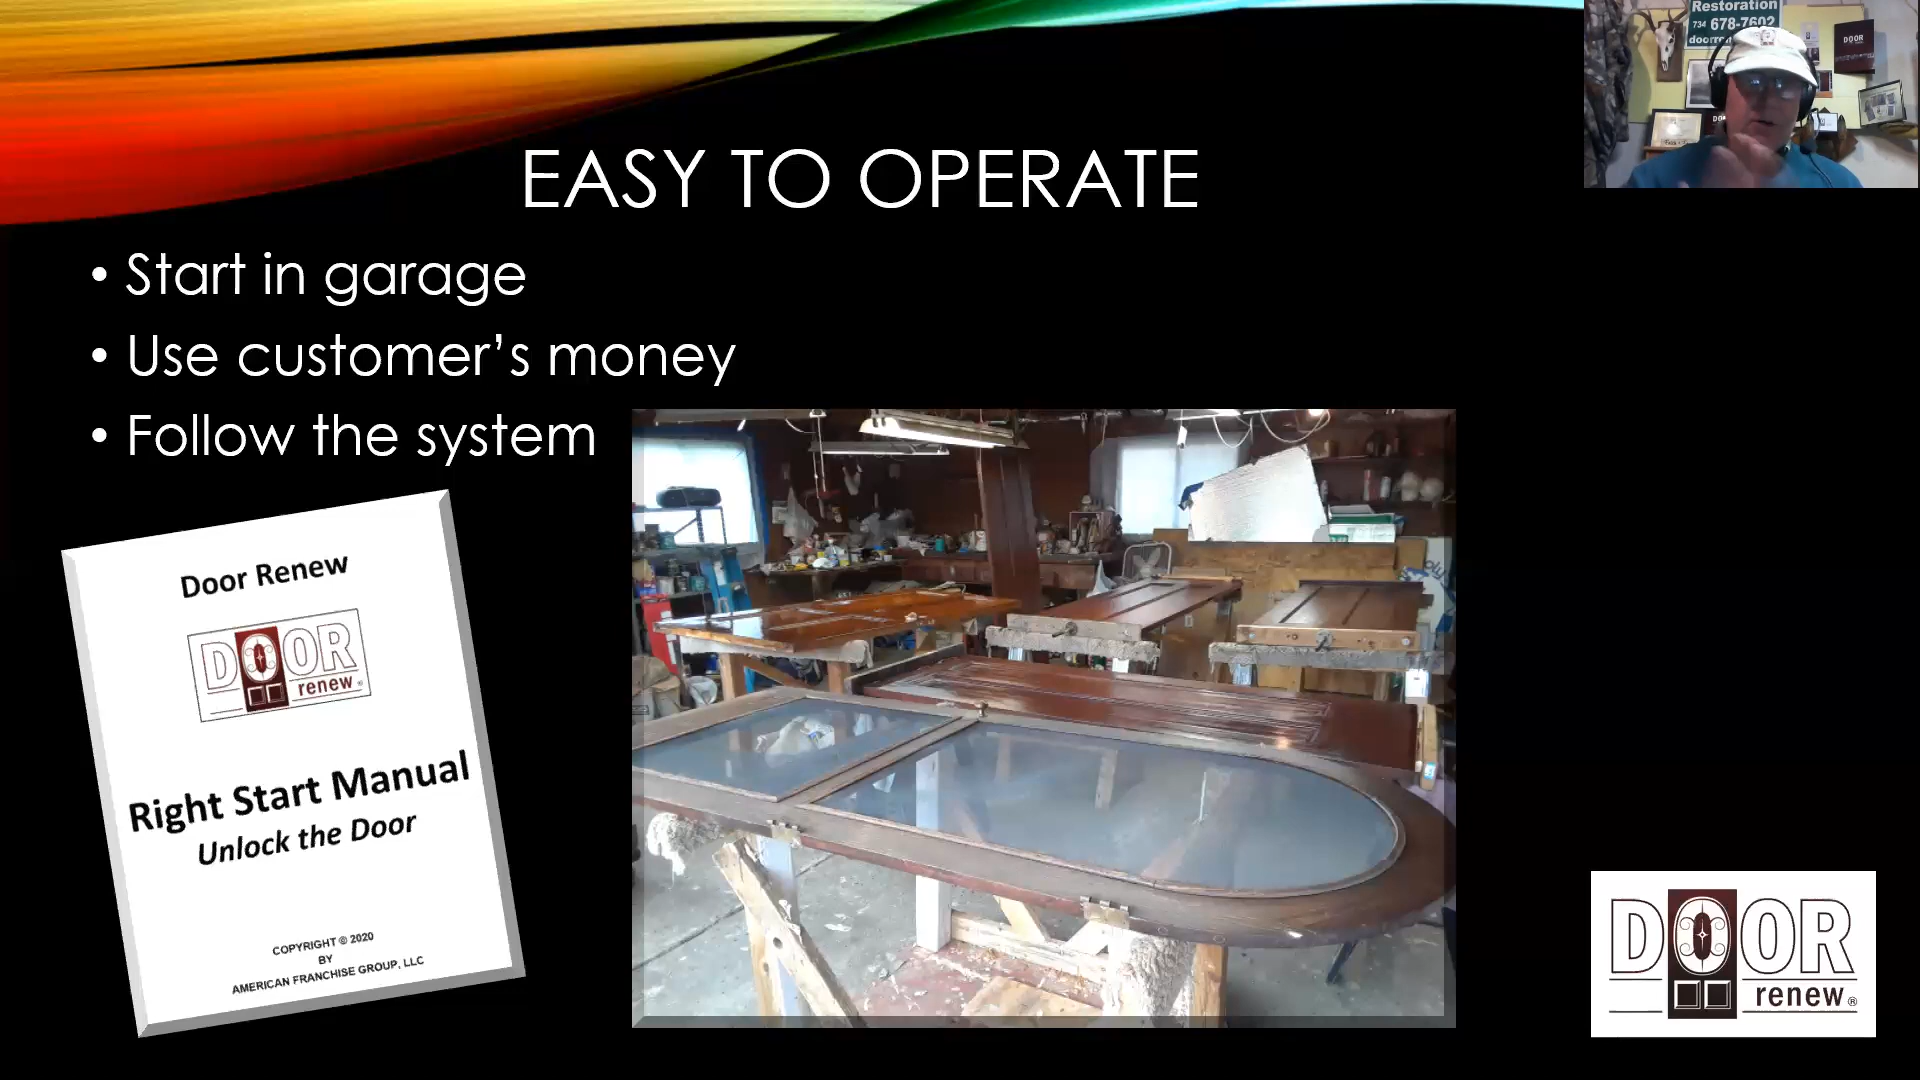 EASY TO OPERATE
• Start in garage
• Use customer’s money
• Follow the system
Door Renew
DOOR
renew
Right Start Manual
Unlock the Door
COPYRIGHT © 2020
BY
AMERICAN FRANCHISE GROUP, LLC
Restoration
734 678-7602
DOOR
DOOR
renew®